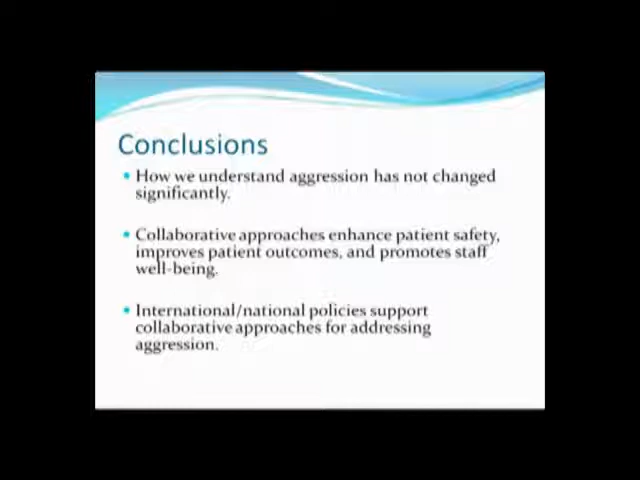 Conclusions
• How we understand aggression has not changed
significantly.
• Collaborative approaches enhance patient safety,
improves patient outcomes, and promotes staff
well-being.
• International/national policies support
collaborative approaches for addressing
aggression.